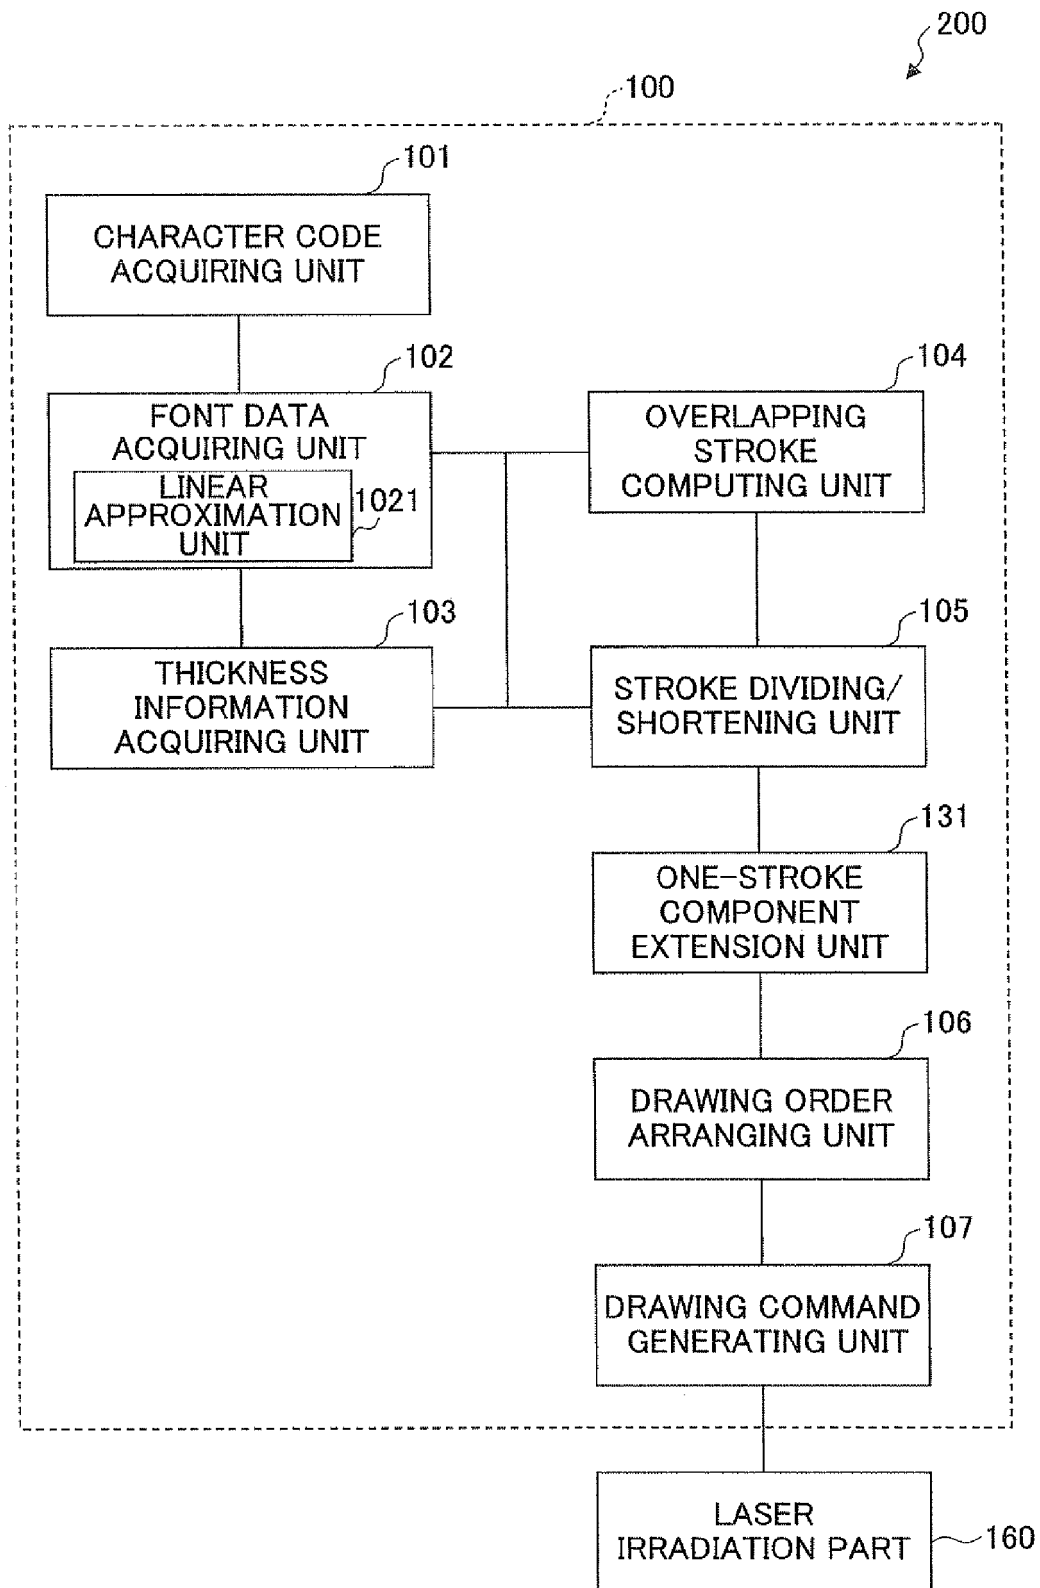 200
100
101
CHARACTER CODE
ACQUIRING UNIT
102
FONT DATA
ACQUIRING UNIT
LINEAR
APPROXIMATION
UNIT
1021
104
OVERLAPPING
STROKE
COMPUTING UNIT
103
THICKNESS
INFORMATION
ACQUIRING UNIT
105
STROKE DIVIDING/
SHORTENING UNIT
131
ONE-STROKE
COMPONENT
EXTENSION UNIT
106
DRAWING ORDER
ARRANGING UNIT
107
DRAWING COMMAND
GENERATING UNIT
LASER
IRRADIATION PART
160